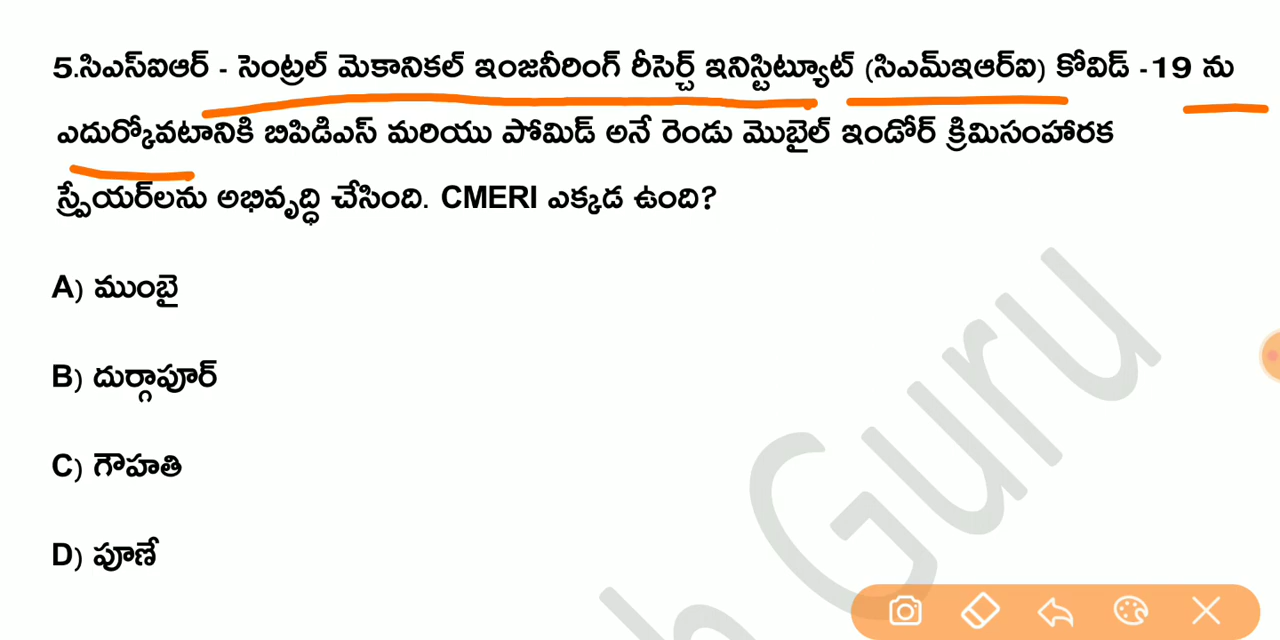 5.సిఎస్ఐఆర్ - సెంట్రల్ మెకానికల్ ఇంజనీరింగ్ రీసెర్చ్ ఇనిస్టిట్యూట్ (సిఎమ్ఇఆర్ఐ) కోవిడ్ -19 ను
ఎదుర్కోవటానికి బిపిడిఎస్ మరియు పోమిడ్ అనే రెండు మొబైల్ ఇండోర్ క్రిమిసంహారక
స్ప్రేయర్‌లను అభివృద్ధి చేసింది. CMERI ఎక్కడ ఉంది?
A) ముంబై
B) దుర్గాపూర్
C) గౌహతి
D) పూణే
h Guru